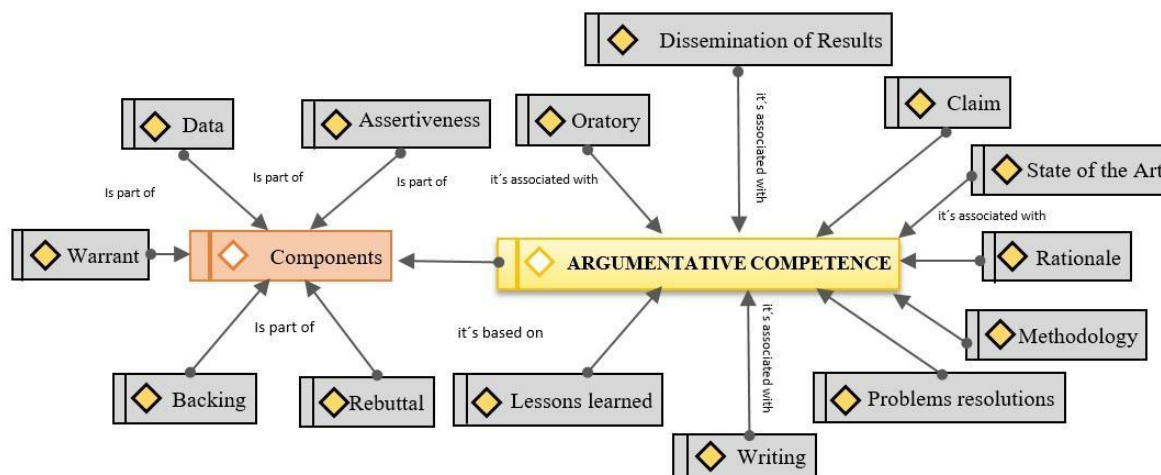 Dissemination of Results
Data
Assertiveness
Oratory
Claim
it´s associated with
Is part of
Is part of
Is part of
it´s associated with
State of the Art
it´s associated with
Warrant
Components
ARGUMENTATIVE COMPETENCE
Rationale
Is part of
it´s based on
it´s associated with
Methodology
Backing
Rebuttal
Lessons learned
Problems resolutions
Writing